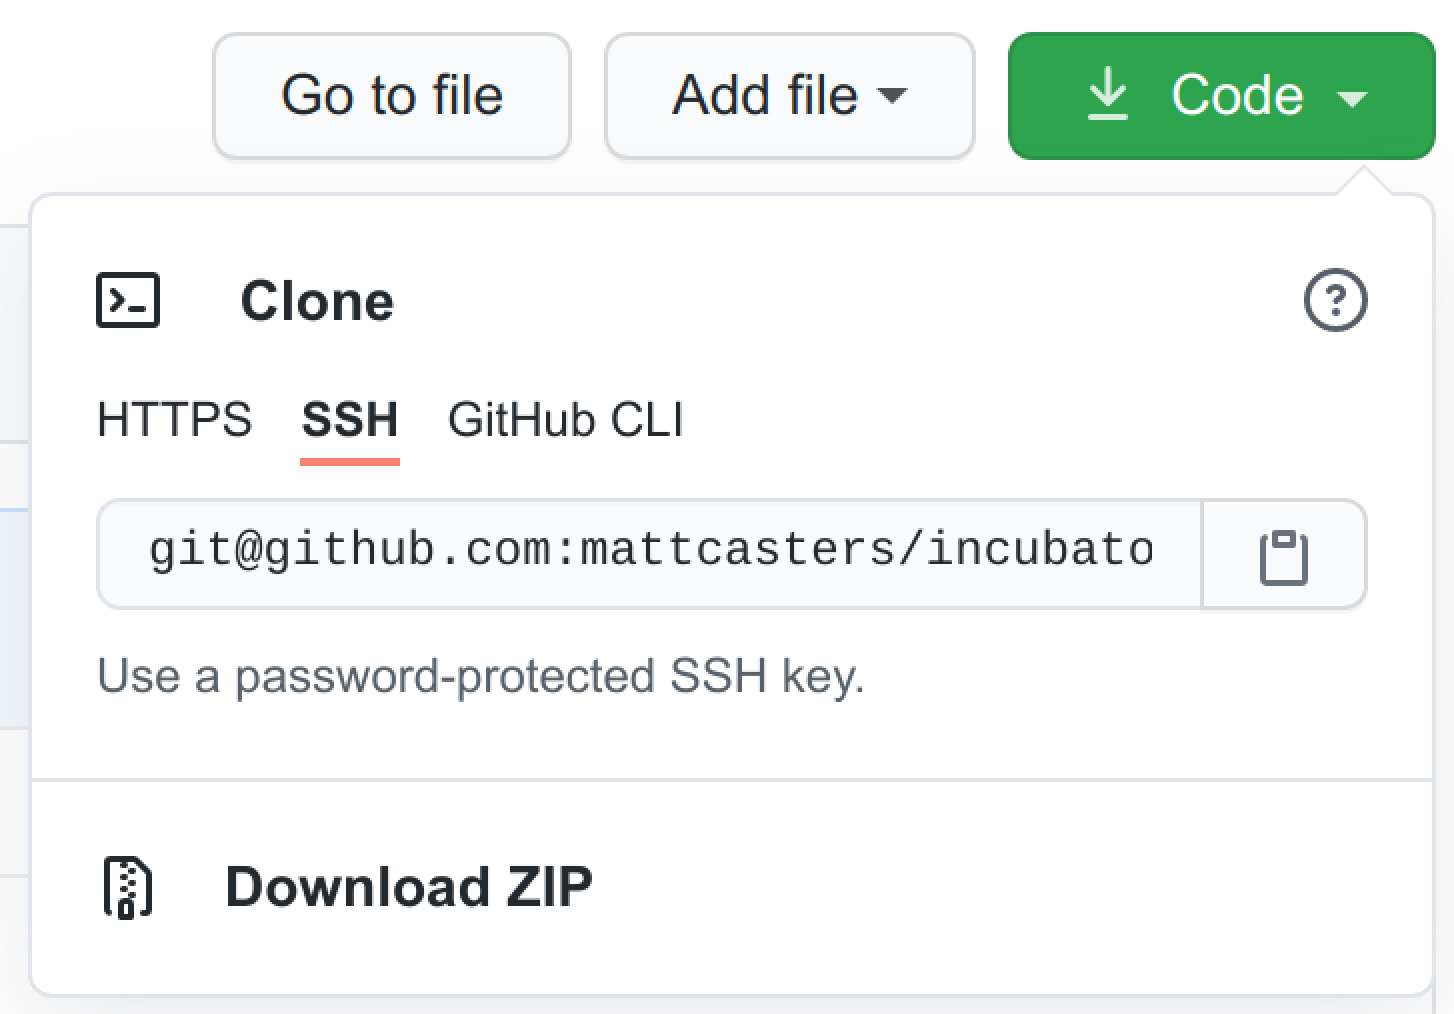 Go to file Add file Code
Clone
HTTPS SSH GitHub CLI
git@github.com:mattcasters/incubato
Use a password-protected SSH key.
Download ZIP